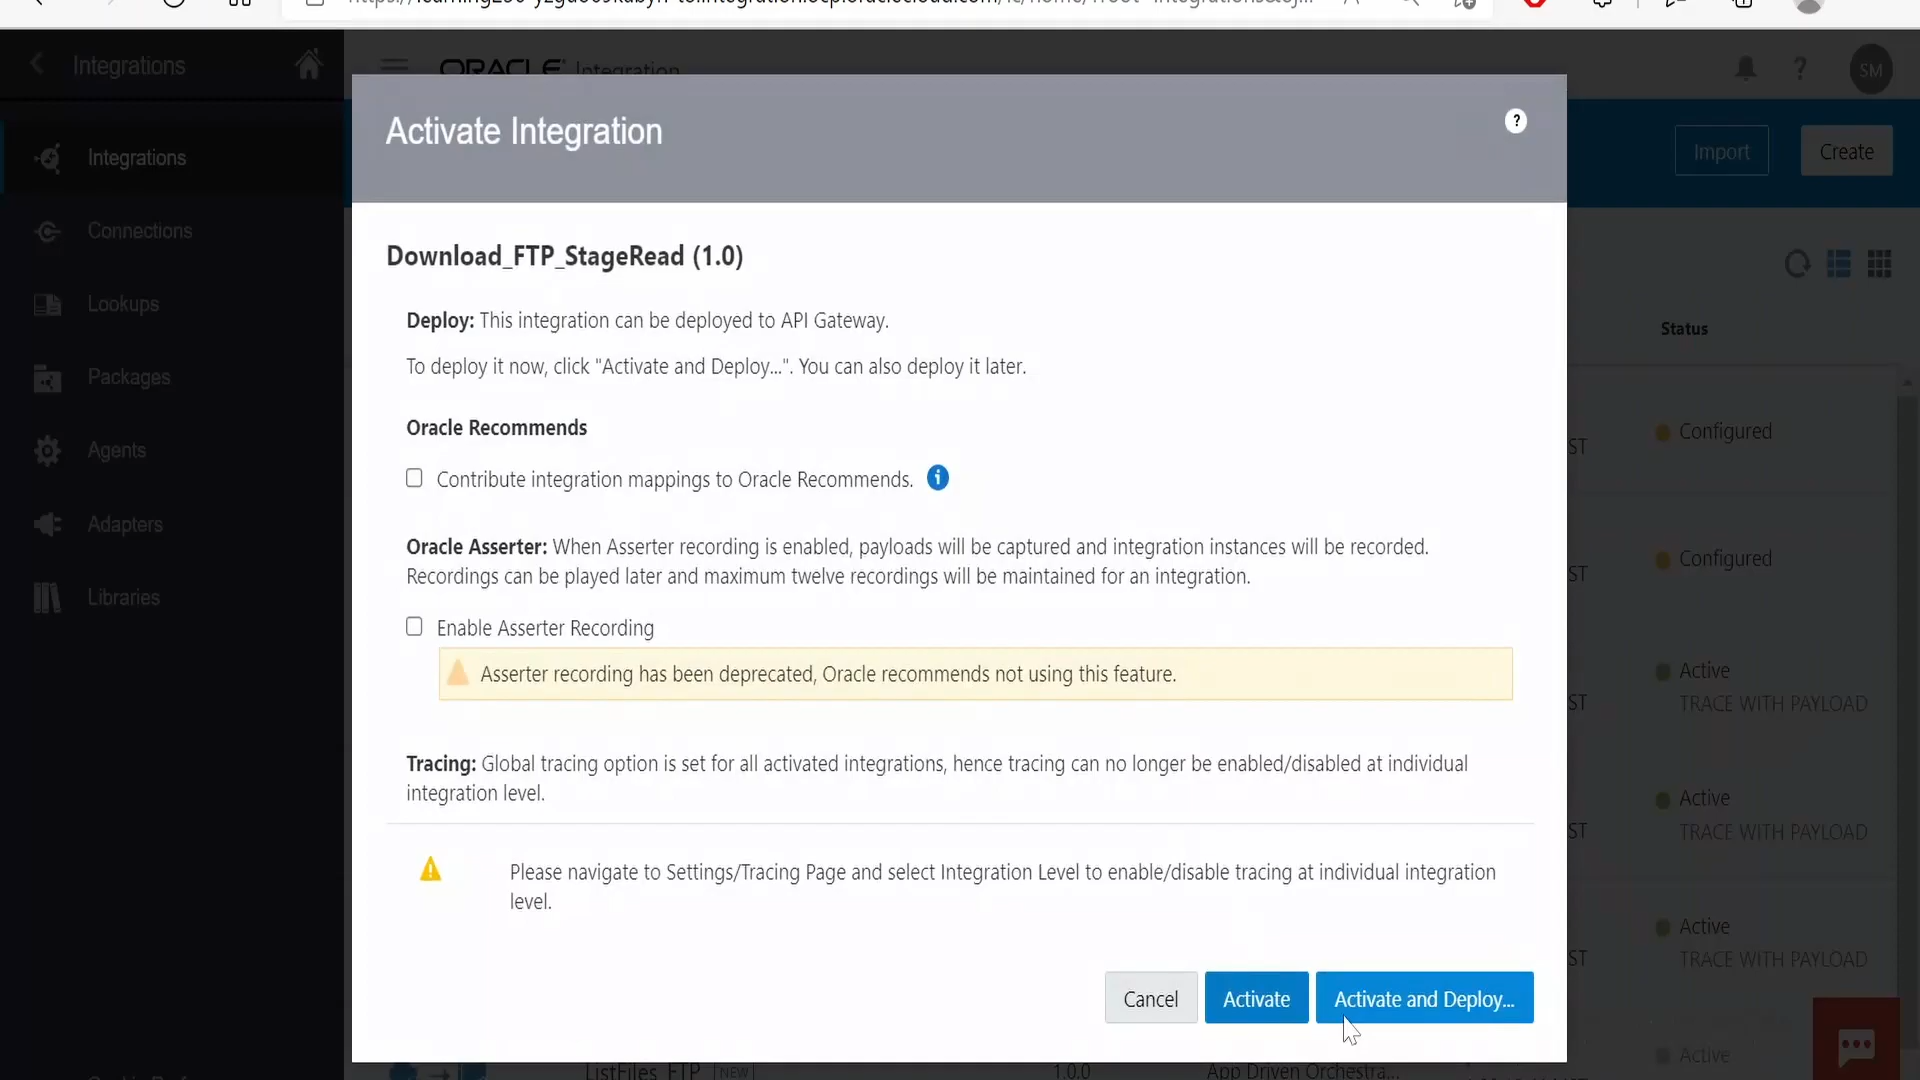 Integrations
ORACLE Integration
?
SM
Activate Integration
?
Import
Create
Integrations
Connections
Lookups
Packages
Agents
Adapters
Libraries
Download_FTP_StageRead (1.0)
Deploy: This integration can be deployed to API Gateway.
To deploy it now, click "Activate and Deploy...". You can also deploy it later.
Oracle Recommends
Contribute integration mappings to Oracle Recommends.
Oracle Asserter: When Asserter recording is enabled, payloads will be captured and integration instances will be recorded.
Recordings can be played later and maximum twelve recordings will be maintained for an integration.
Enable Asserter Recording
Asserter recording has been deprecated, Oracle recommends not using this feature.
Tracing: Global tracing option is set for all activated integrations, hence tracing can no longer be enabled/disabled at individual
integration level.
Please navigate to Settings/Tracing Page and select Integration Level to enable/disable tracing at individual integration
level.
Cancel
Activate
Activate and Deploy...
Status
ST
Configured
ST
Configured
Active
ST
TRACE WITH PAYLOAD
Active
ST
TRACE WITH PAYLOAD
Active
ST
TRACE WITH PAYLOAD
Active
ListFiles_FTP
NEW
1.0.0
App Driven Orchestra...